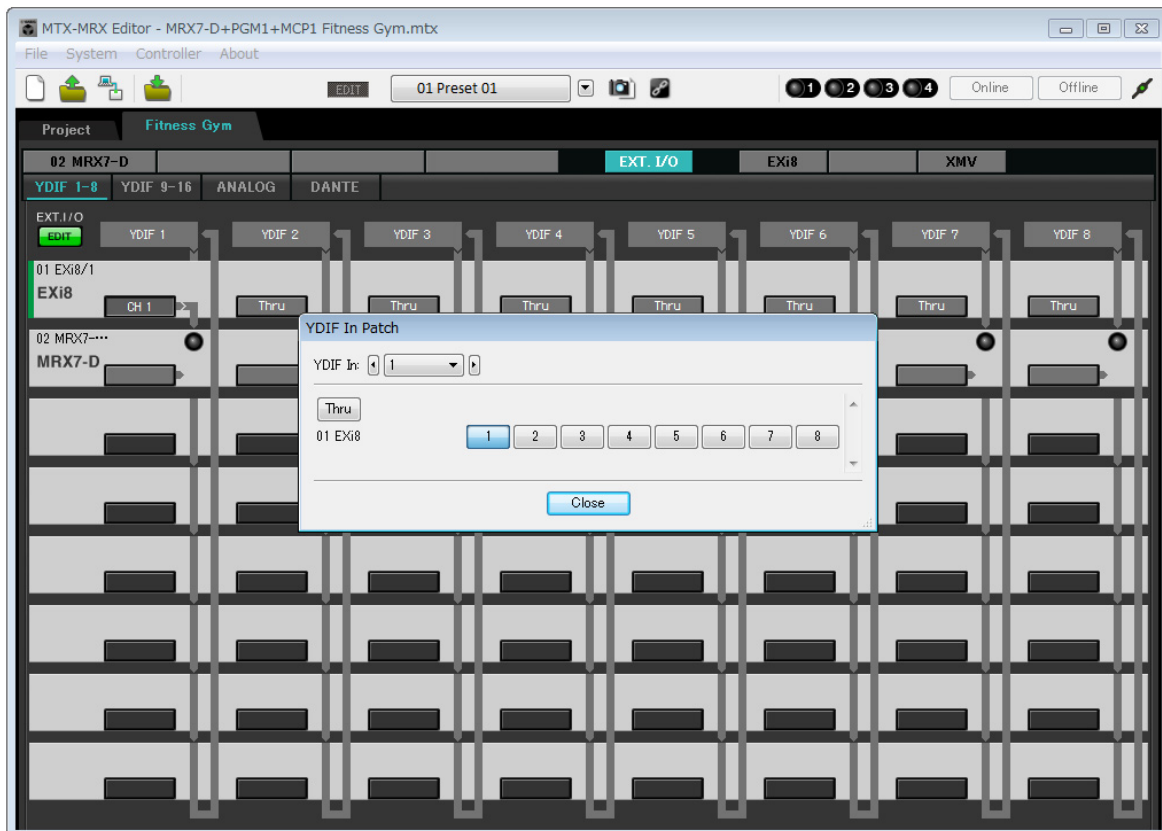 MTX-MRX Editor - MRX7-D+PGM1+MCP1 Fitness Gym.mtx
File System Controller About
EDIT 01 Preset 01 1 2 3 4 Online Offline
Project Fitness Gym
02 MRX7-D EXT. I/O EXi8 XMV
YDIF 1-8 YDIF 9-16 ANALOG DANTE
EXT.I/O
EDIT YDIF 1 YDIF 2 YDIF 3 YDIF 4 YDIF 5 YDIF 6 YDIF 7 YDIF 8
01 EXi8/1
EXi8
CH 1 Thru Thru Thru Thru Thru Thru Thru
02 MRX7-···
MRX7-D
YDIF In Patch
YDIF In: 1
Thru
01 EXi8 1 2 3 4 5 6 7 8
Close